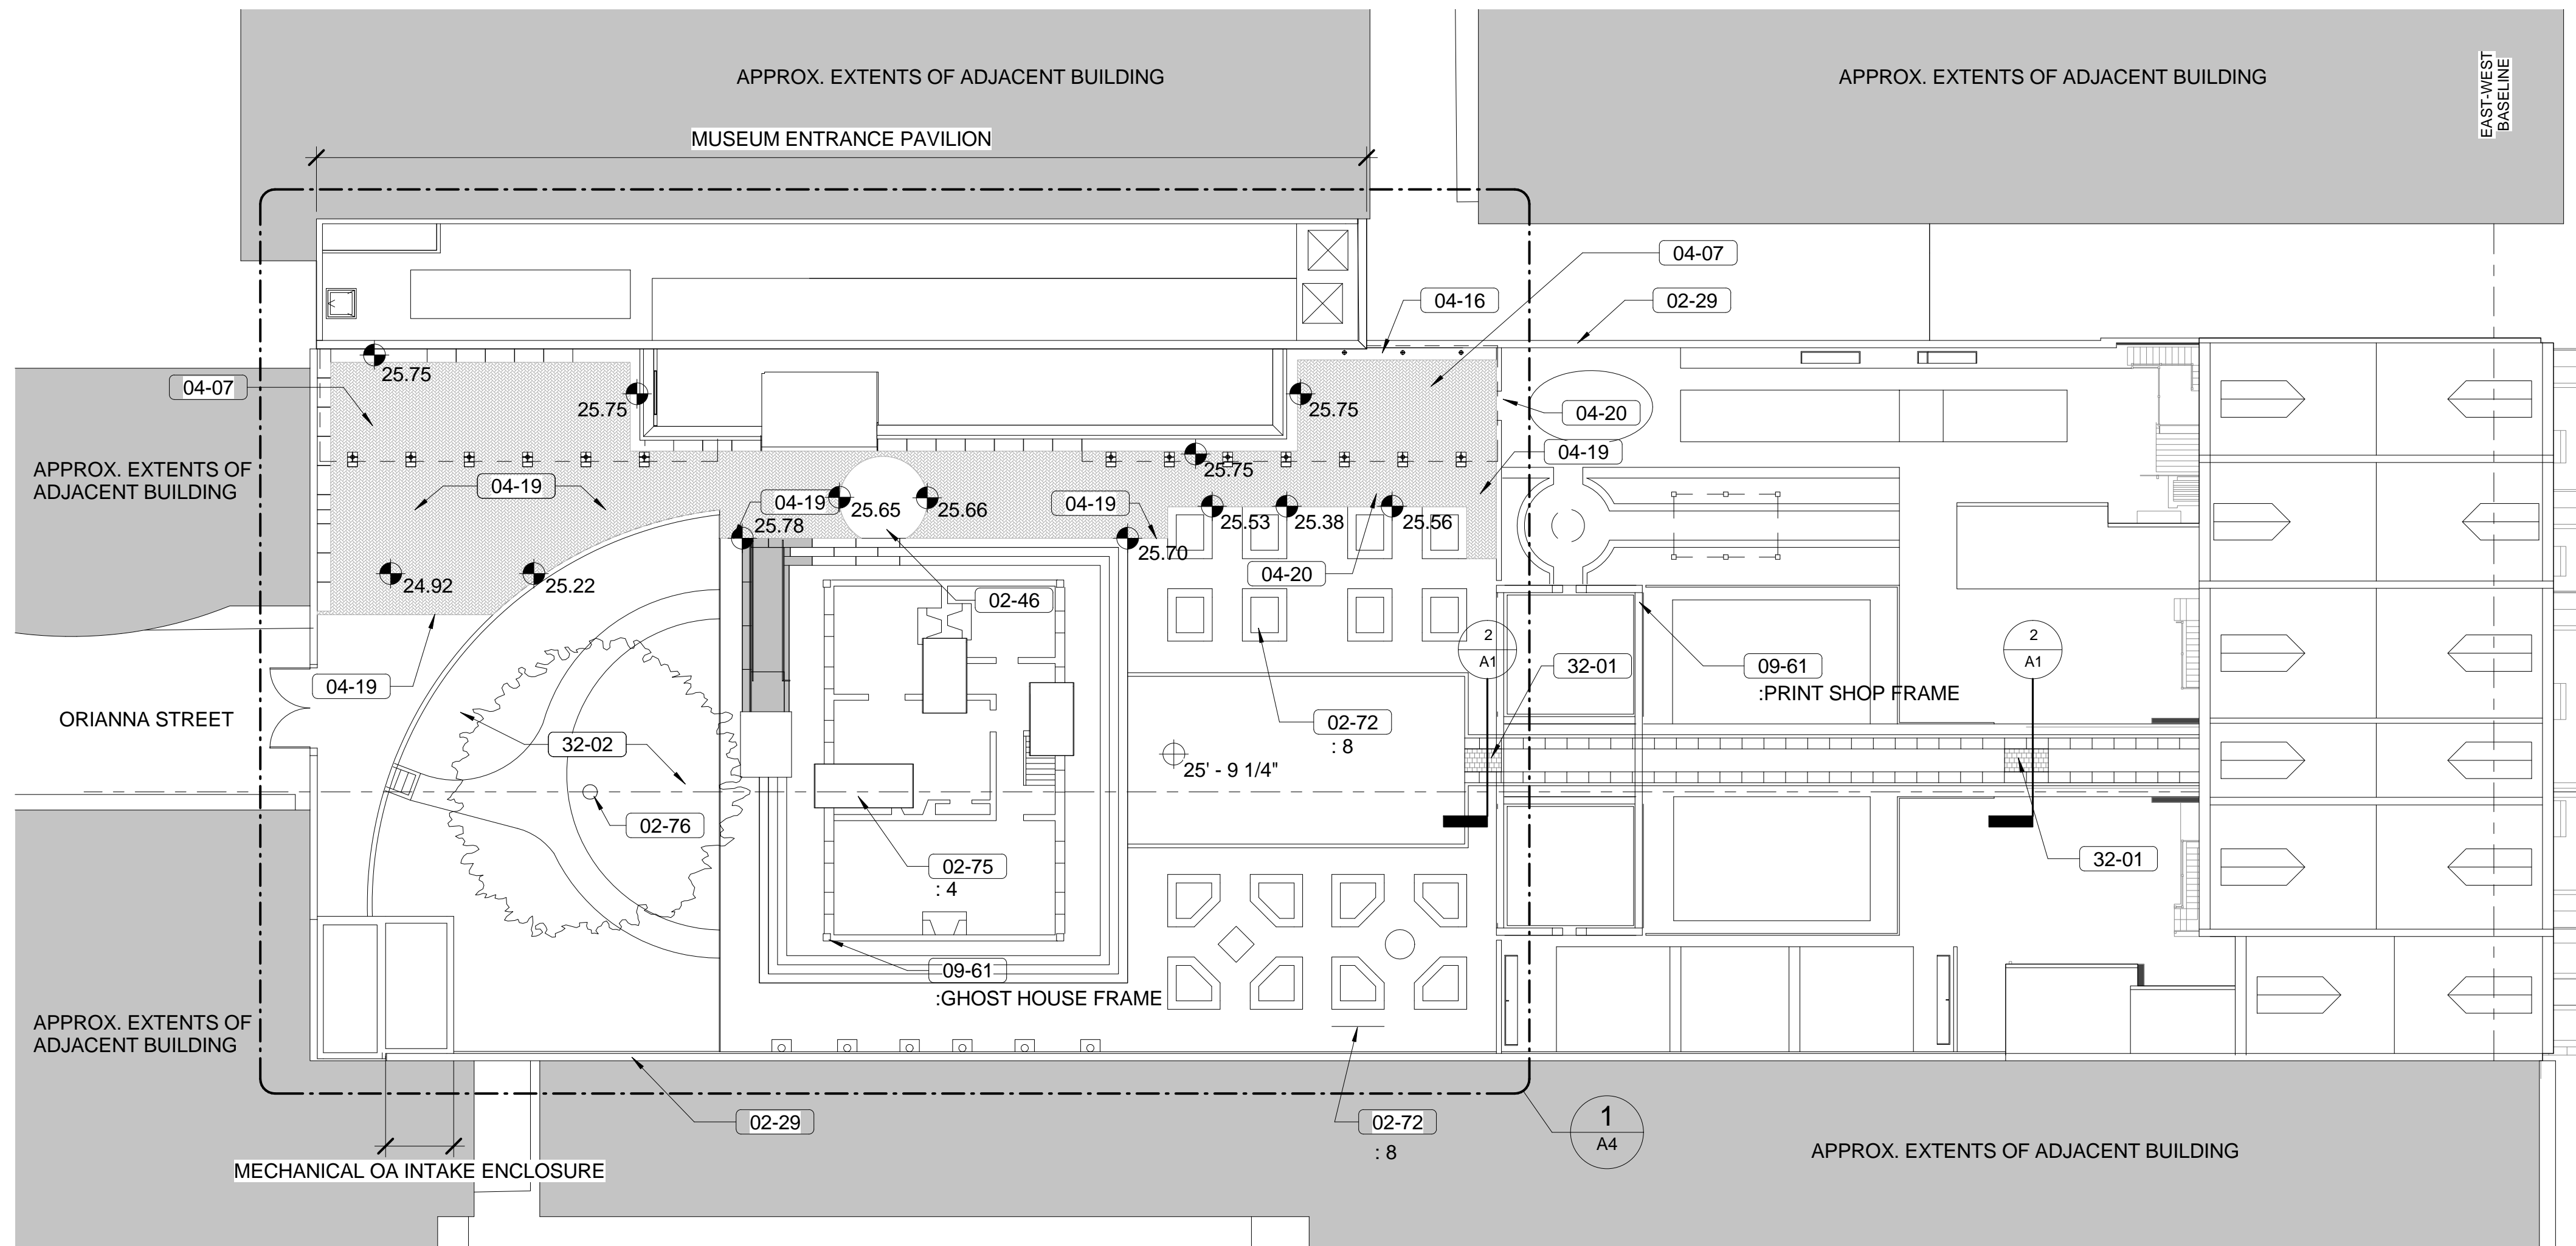 APPROX. EXTENTS OF ADJACENT BUILDING
APPROX. EXTENTS OF ADJACENT BUILDING
EAST-WEST
BASELINE
MUSEUM ENTRANCE PAVILION
04-07
04-16
02-29
25.75
04-07
25.75
25.75
04-20
04-19
25.75
APPROX. EXTENTS OF
ADJACENT BUILDING
04-19
04-19
25.65
25.66
04-19
25.78
25.53
25.38
25.56
25.70
04-20
24.92
25.22
02-46
2
A1
2
A1
04-19
32-01
09-61
:PRINT SHOP FRAME
ORIANNA STREET
32-02
02-72
: 8
25' - 9 1/4"
02-76
02-75
: 4
32-01
09-61
:GHOST HOUSE FRAME
APPROX. EXTENTS OF
ADJACENT BUILDING
02-29
02-72
: 8
1
A4
APPROX. EXTENTS OF ADJACENT BUILDING
MECHANICAL OA INTAKE ENCLOSURE